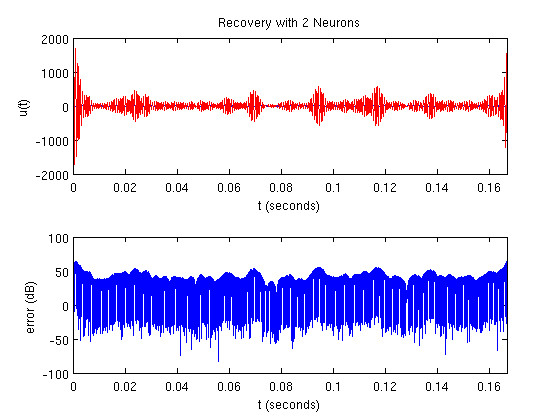 Recovery with 2 Neurons
2000
1000
0
-1000
-2000
u(t)
0 0.02 0.04 0.06 0.08 0.1 0.12 0.14 0.16
t (seconds)
100
50
0
-50
-100
error (dB)
0 0.02 0.04 0.06 0.08 0.1 0.12 0.14 0.16
t (seconds)